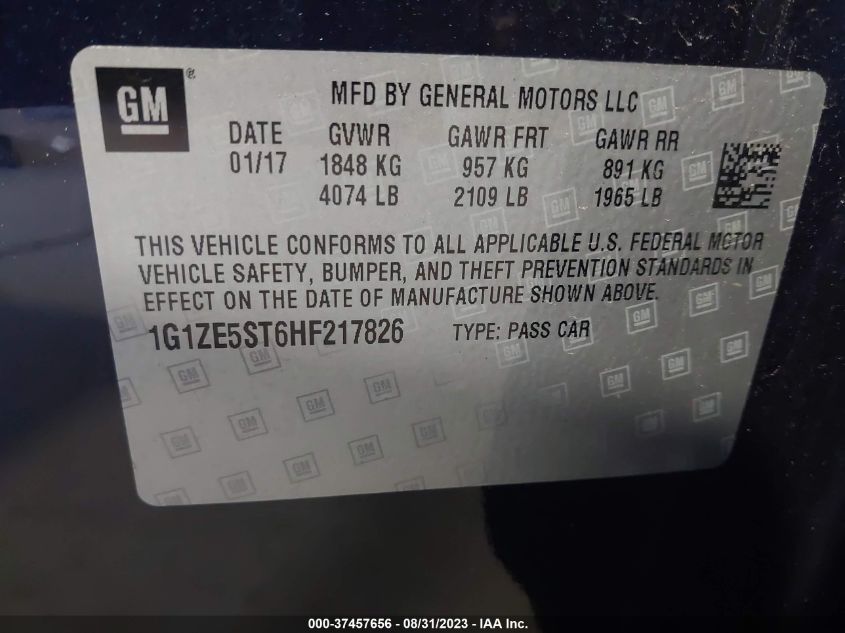 GM ®
MFD BY GENERAL MOTORS LLC
DATE GVWR GAWR FRT GAWR RR
01/17 1848 KG 957 KG 891 KG
4074 LB 2109 LB 1965 LB
THIS VEHICLE CONFORMS TO ALL APPLICABLE U.S. FEDERAL MOTOR
VEHICLE SAFETY, BUMPER, AND THEFT PREVENTION STANDARDS IN
EFFECT ON THE DATE OF MANUFACTURE SHOWN ABOVE.
1G1ZE5ST6HF217826 TYPE: PASS CAR
000-37457656 - 08/31/2023 - IAA Inc.